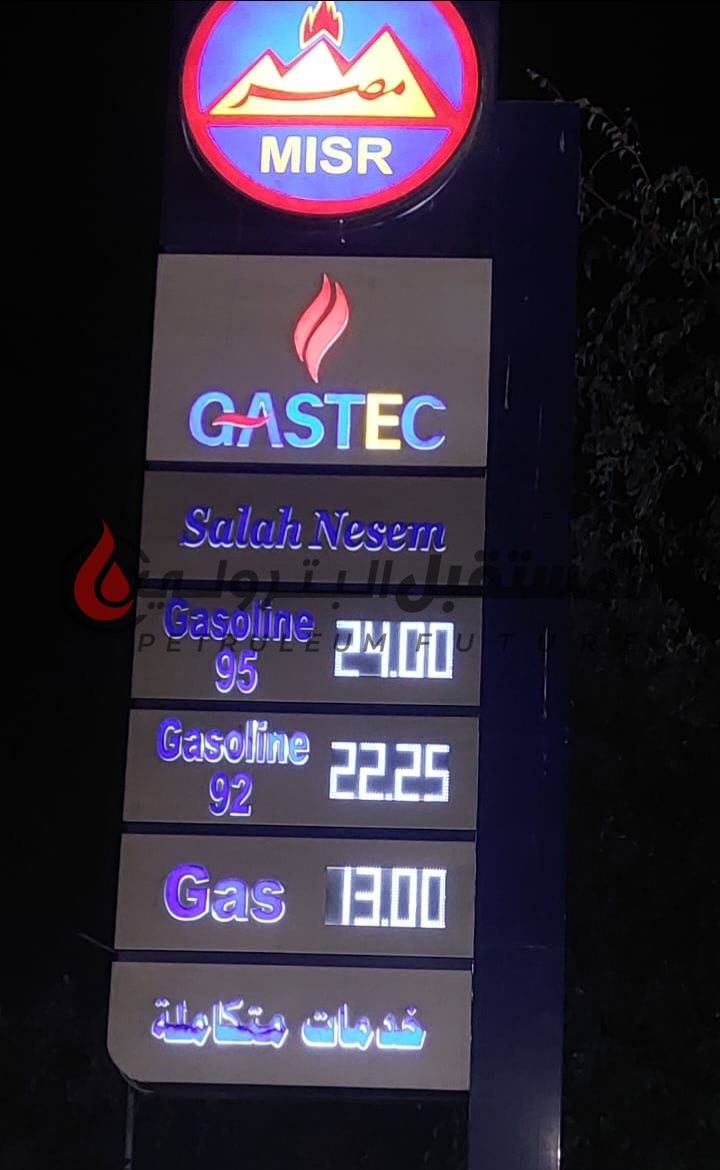 مصر
MISR
GASTEC
Salah Nesem
مستقبل البترول
PETROLEUM FUTURE
Gasoline
95
24.00
Gasoline
92
22.25
Gas
13.00
خدمات متكاملة